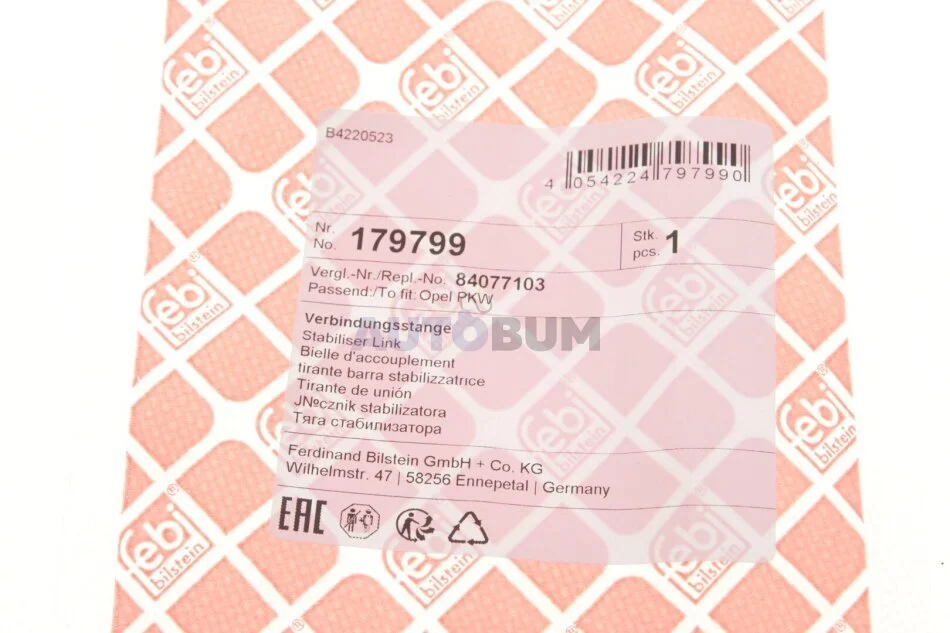 B4220523
4 054224 797990
Nr.
No. 179799
Stk.
pcs. 1
Vergl.-Nr./Repl.-No. 84077103
Passend:/To fit: Opel PKW
AUTOBUM
Verbindungsstange
Stabiliser Link
Bielle d'accouplement
tirante barra stabilizzatrice
Tirante de unión
J№cznik stabilizatora
Тяга стабилизатора
Ferdinand Bilstein GmbH + Co. KG
Wilhelmstr. 47 | 58256 Ennepetal | Germany
EAC
febi
bilstein